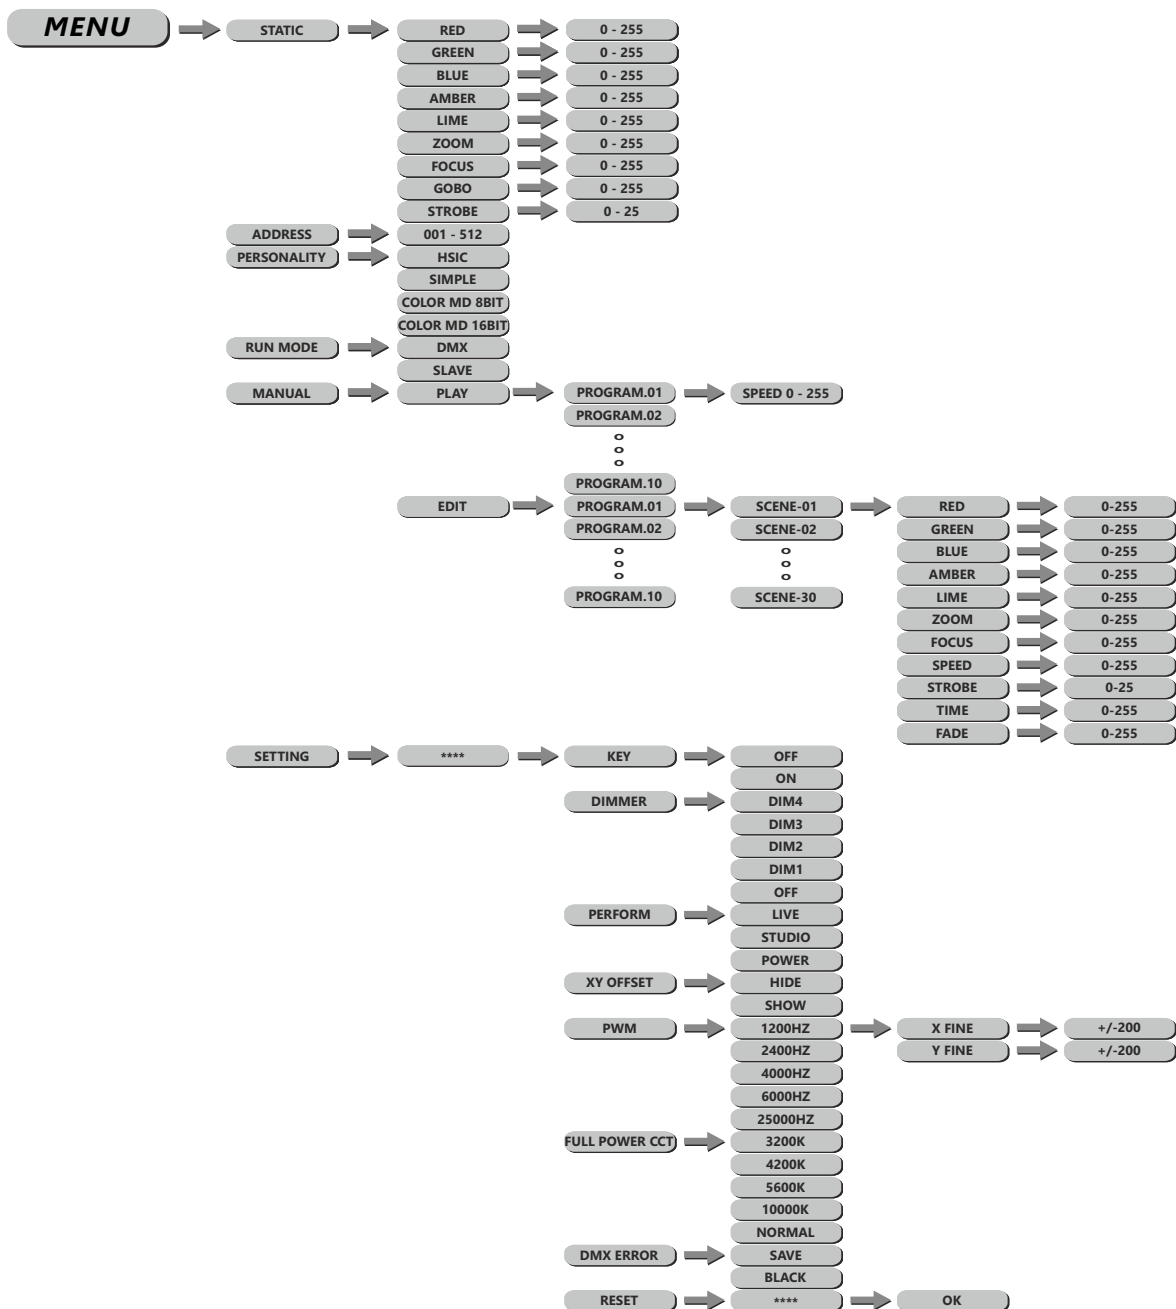 MENU STATIC RED 0 - 255
GREEN 0 - 255
BLUE 0 - 255
AMBER 0 - 255
LIME 0 - 255
ZOOM 0 - 255
FOCUS 0 - 255
GOBO 0 - 255
STROBE 0 - 25
ADDRESS 001 - 512
PERSONALITY HSIC
SIMPLE
COLOR MD 8BIT
COLOR MD 16BIT
RUN MODE DMX
SLAVE
MANUAL PLAY PROGRAM.01 SPEED 0 - 255
PROGRAM.02
PROGRAM.10
EDIT PROGRAM.01 SCENE-01 RED 0-255
PROGRAM.02 SCENE-02 GREEN 0-255
BLUE 0-255
AMBER 0-255
PROGRAM.10 SCENE-30 LIME 0-255
ZOOM 0-255
FOCUS 0-255
SPEED 0-255
STROBE 0-25
TIME 0-255
FADE 0-255
SETTING **** KEY OFF
ON
DIMMER DIM4
DIM3
DIM2
DIM1
OFF
PERFORM LIVE
STUDIO
POWER
XY OFFSET HIDE
SHOW
PWM 1200HZ X FINE +/-200
2400HZ Y FINE +/-200
4000HZ
6000HZ
25000HZ
FULL POWER CCT 3200K
4200K
5600K
10000K
NORMAL
DMX ERROR SAVE
BLACK
RESET **** OK